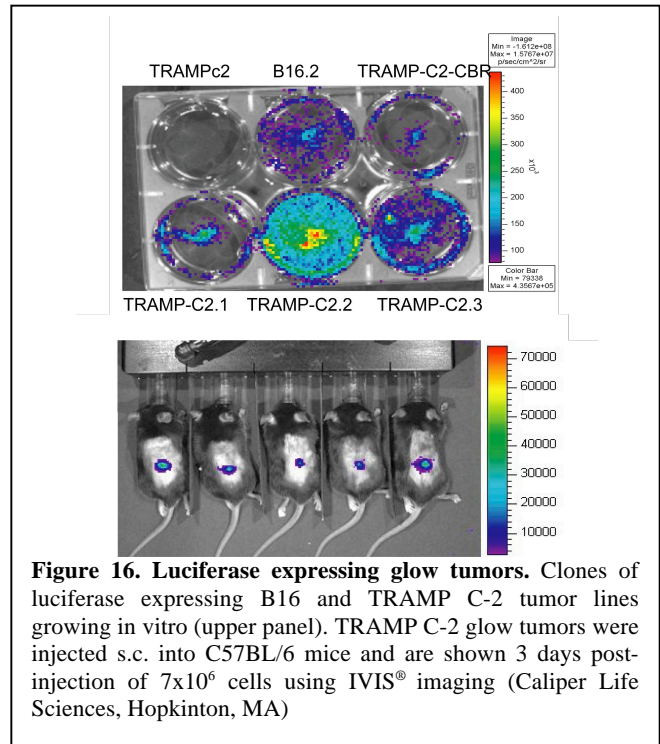 Image
Min = -1.612e+08
Max = 1.5767e+07
p/sec/cm^2/sr
TRAMPc2 B16.2 TRAMP-C2-CBR
400
350
300
250
x10³
200
150
100
Color Bar
Min = 79338
Max = 4.3567e+05
TRAMP-C2.1 TRAMP-C2.2 TRAMP-C2.3
70000
60000
50000
40000
30000
20000
10000
Figure 16. Luciferase expressing glow tumors. Clones of
luciferase expressing B16 and TRAMP C-2 tumor lines
growing in vitro (upper panel). TRAMP C-2 glow tumors were
injected s.c. into C57BL/6 mice and are shown 3 days post-
injection of 7x10⁶ cells using IVIS® imaging (Caliper Life
Sciences, Hopkinton, MA)